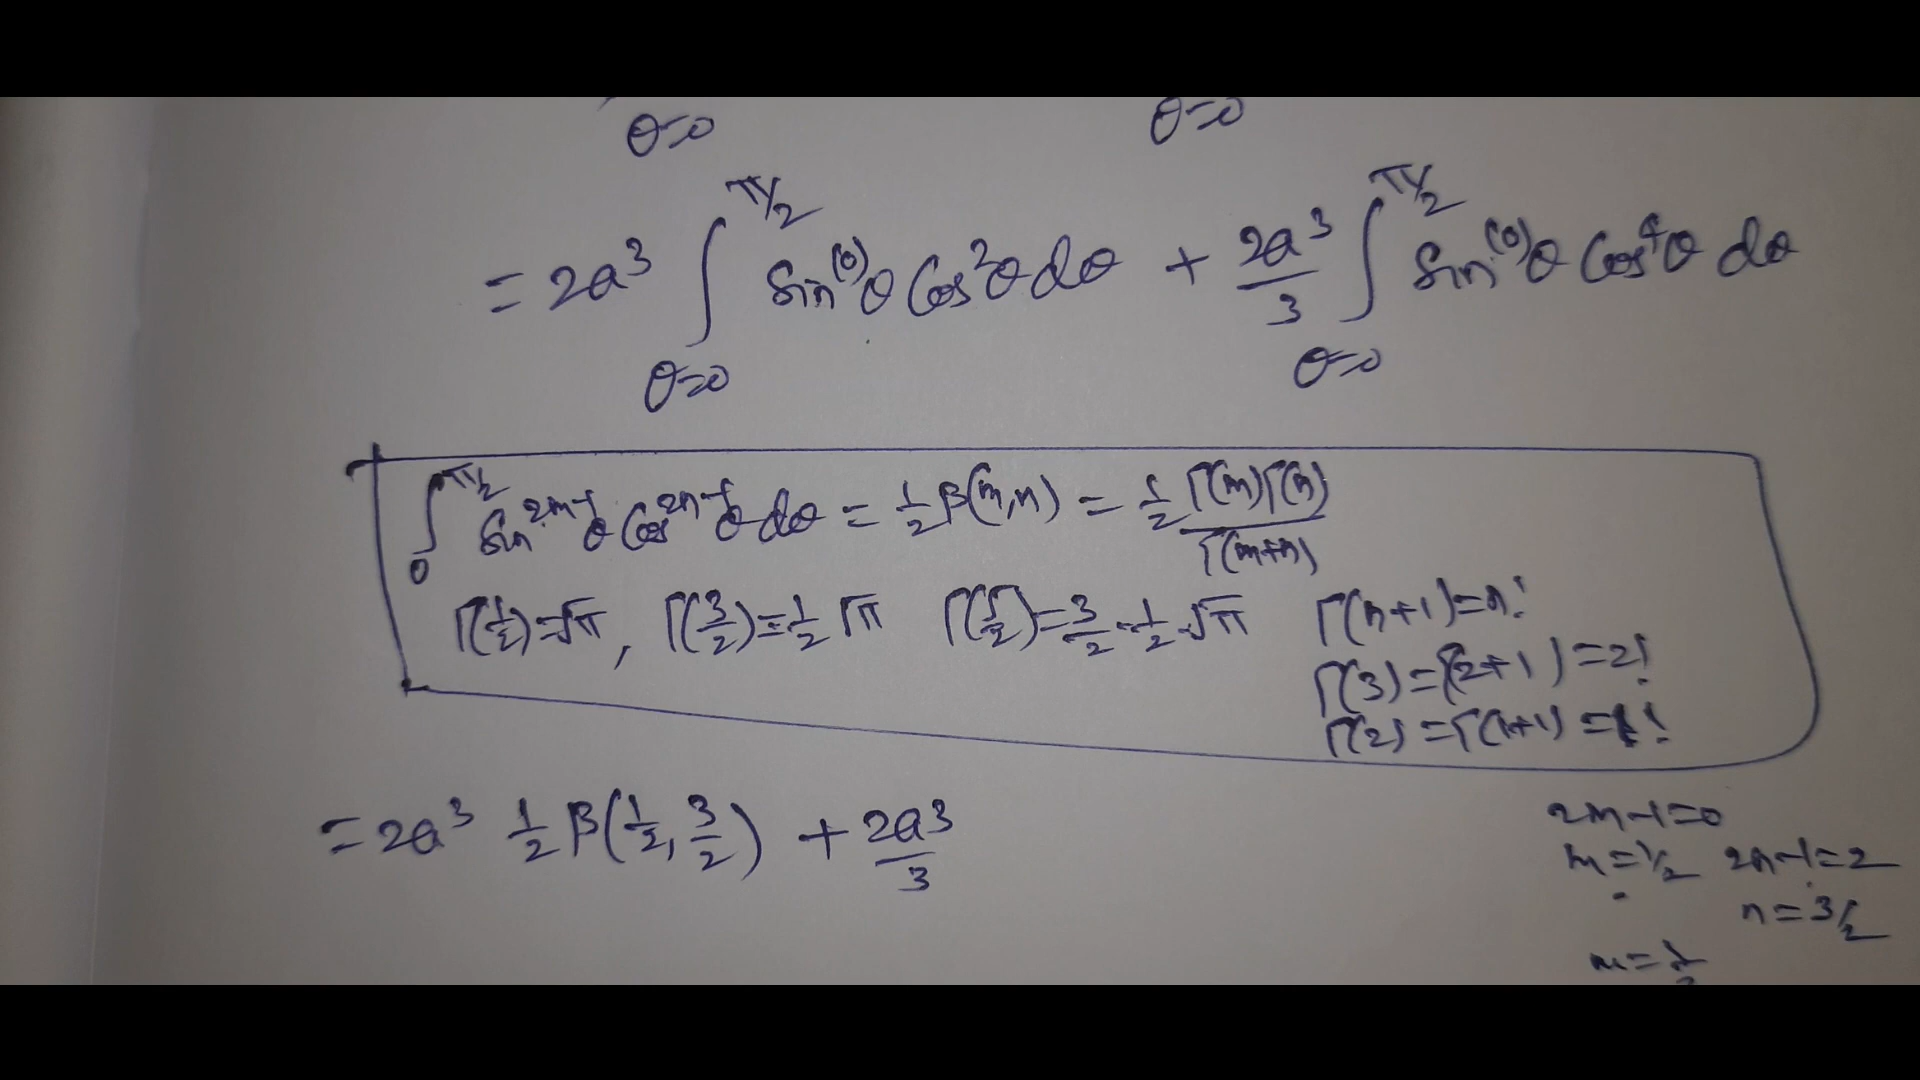 θ=0 θ=0
= 2a³ ∫_{θ=0}^{π/2} Sin^(0)θ Cos²θ dθ + 2a³/3 ∫_{θ=0}^{π/2} Sin^(0)θ Cos⁴θ dθ
∫_0^{π/2} Sin^{2m-1}θ Cos^{2n-1}θ dθ = 1/2 β(m,n) = 1/2 Γ(m)Γ(n)/Γ(m+n)
Γ(1/2)=√π, Γ(3/2)=1/2 √π Γ(5/2)=3/2·1/2·√π Γ(n+1)=n!
Γ(3)=Γ(2+1)=2!
Γ(2)=Γ(1+1)=1!
= 2a³ 1/2 β(1/2, 3/2) + 2a³/3
2m-1=0
m=1/2 2n-1=2
n=3/2
m=1/2